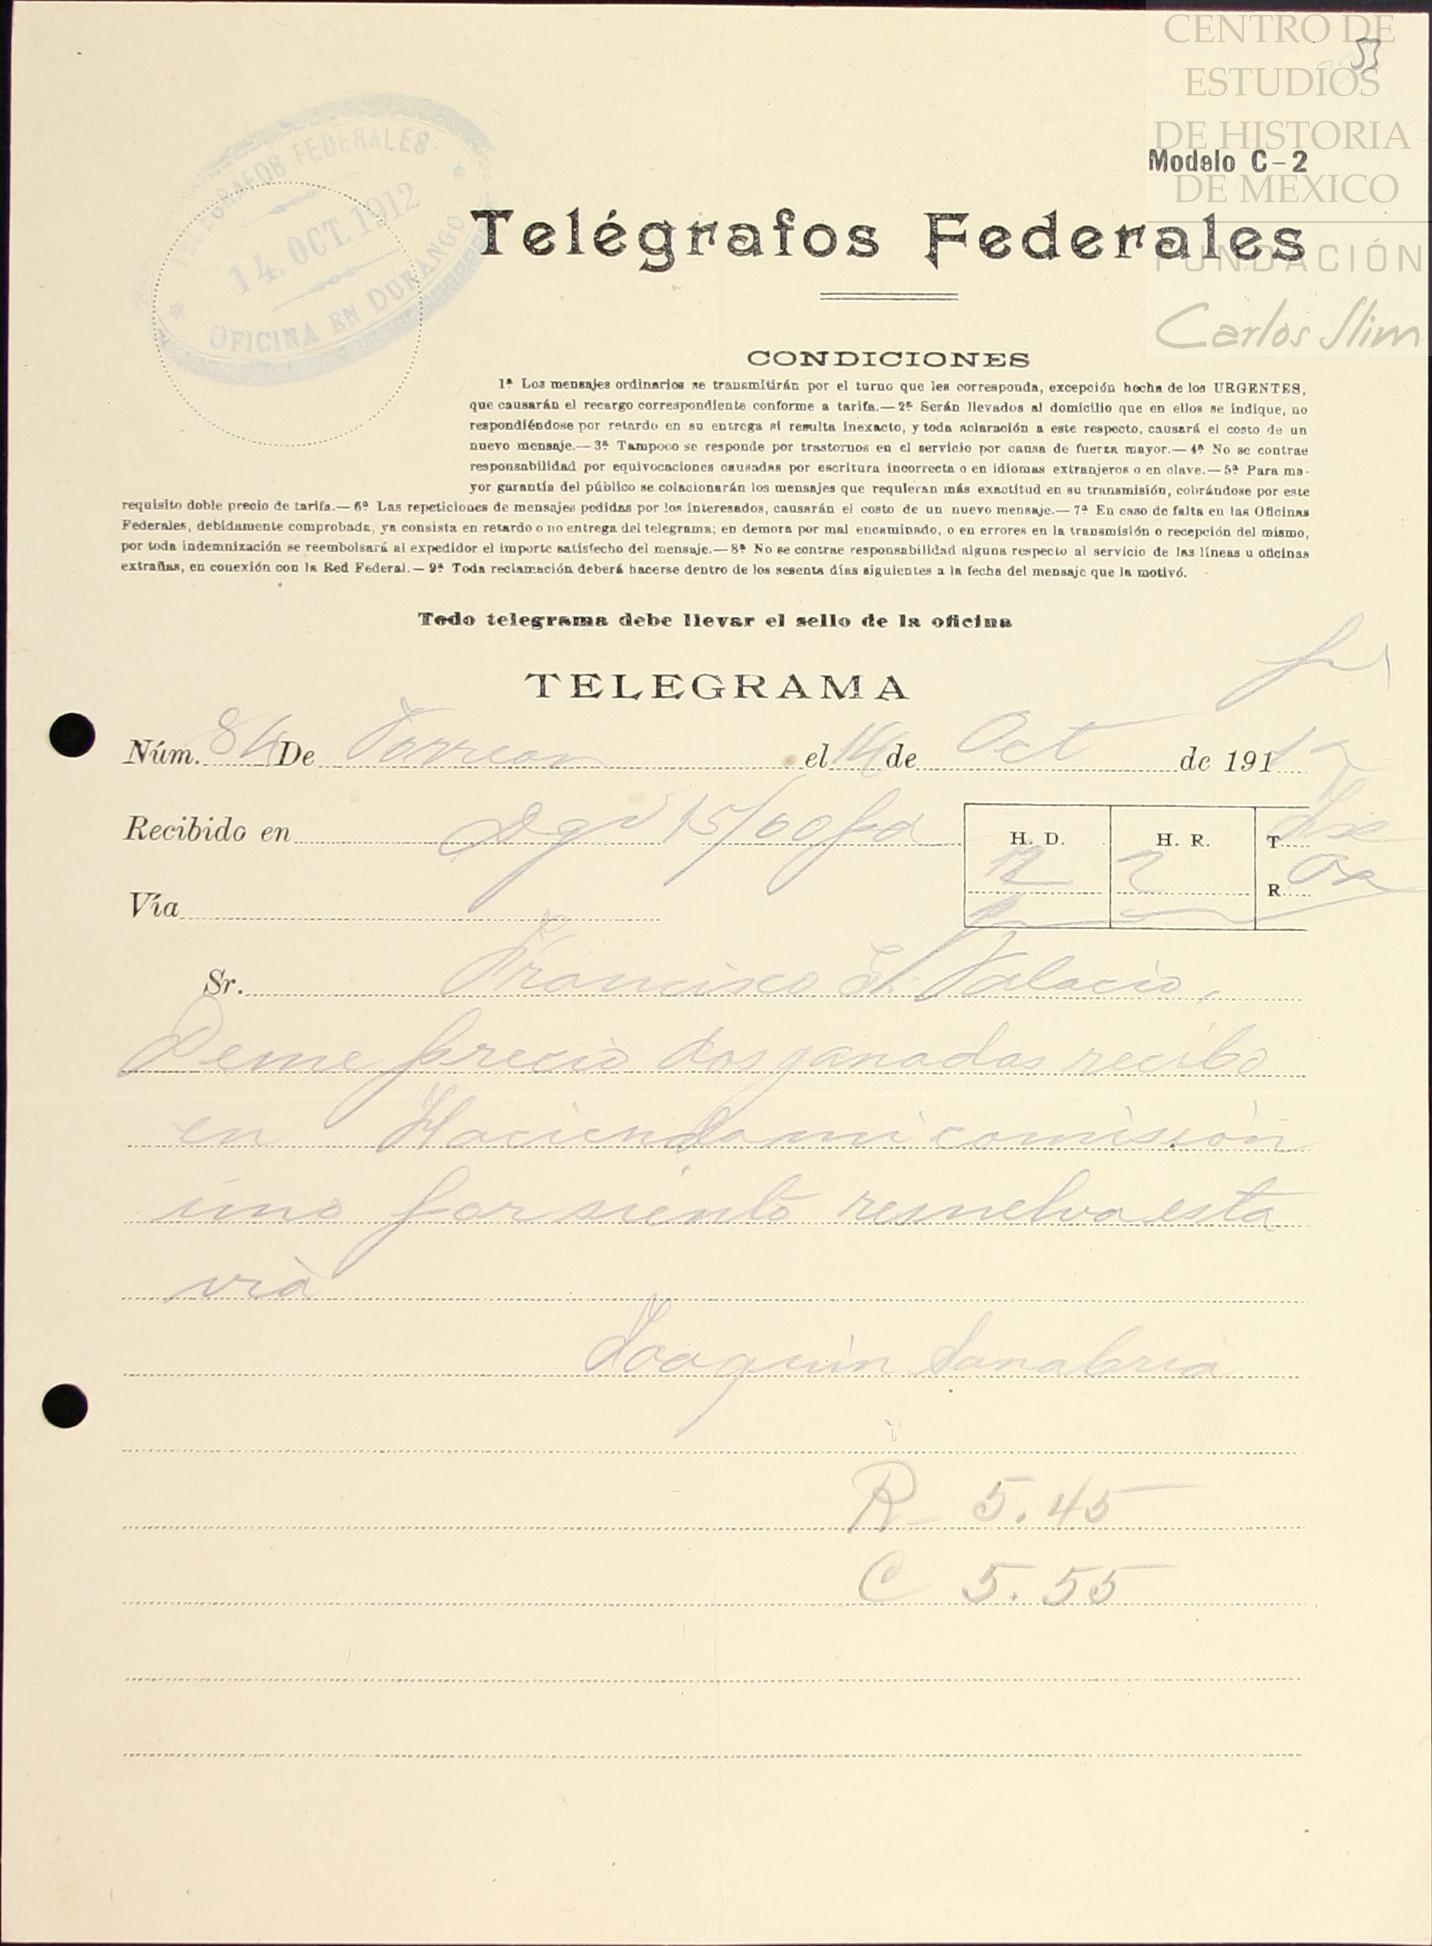 CENTRO DE
ESTUDIOS
DE HISTORIA
DE MEXICO
FUNDACIÓN
Carlos Slim
53
Modelo C-2
TELEGRAFOS FEDERALES
14. OCT. 1912
OFICINA EN DURANGO
Telégrafos Federales
CONDICIONES
1ª Los mensajes ordinarios se transmitirán por el turno que les corresponda, excepción hecha de los URGENTES,
que causarán el recargo correspondiente conforme a tarifa.—2ª Serán llevados al domicilio que en ellos se indique, no
respondiéndose por retardo en su entrega si resulta inexacto, y toda aclaración a este respecto, causará el costo de un
nuevo mensaje.—3ª Tampoco se responde por trastornos en el servicio por causa de fuerza mayor.—4ª No se contrae
responsabilidad por equivocaciones causadas por escritura incorrecta o en idiomas extranjeros o en clave.—5ª Para ma-
yor garantía del público se colacionarán los mensajes que requieran más exactitud en su transmisión, cobrándose por este
requisito doble precio de tarifa.—6ª Las repeticiones de mensajes pedidas por los interesados, causarán el costo de un nuevo mensaje.—7ª En caso de falta en las Oficinas
Federales, debidamente comprobada, ya consista en retardo o no entrega del telegrama; en demora por mal encaminado, o en errores en la transmisión o recepción del mismo,
por toda indemnización se reembolsará al expedidor el importe satisfecho del mensaje.—8ª No se contrae responsabilidad alguna respecto al servicio de las líneas u oficinas
extrañas, en conexión con la Red Federal.—9ª Toda reclamación deberá hacerse dentro de los sesenta días siguientes a la fecha del mensaje que la motivó.
Todo telegrama debe llevar el sello de la oficina
TELEGRAMA
Núm. 84 De Torreon el 14 de Oct de 1912
Recibido en Dgo 15/60 pd H. D. 12 H. R. 2 T R
Vía
Sr. Francisco Palacio,
Deme precio dos ganados recibo
en Hacienda mi comisión
uno por siento resuelva esta
vià
Joaquin Sanabria
R- 5.45
C 5.55